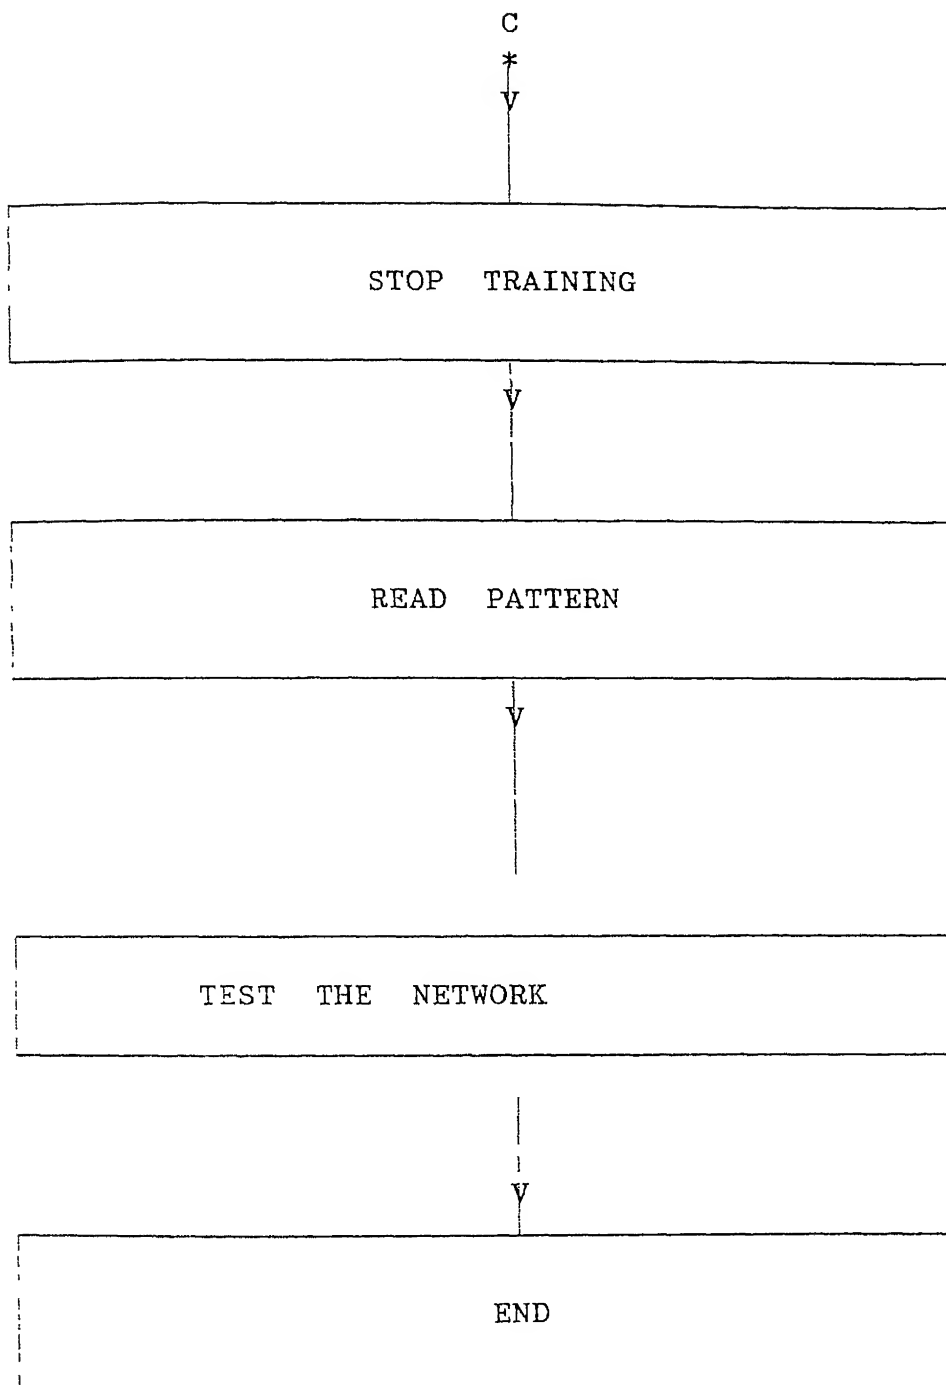 C
*
V
STOP TRAINING
V
READ PATTERN
V
TEST THE NETWORK
V
END